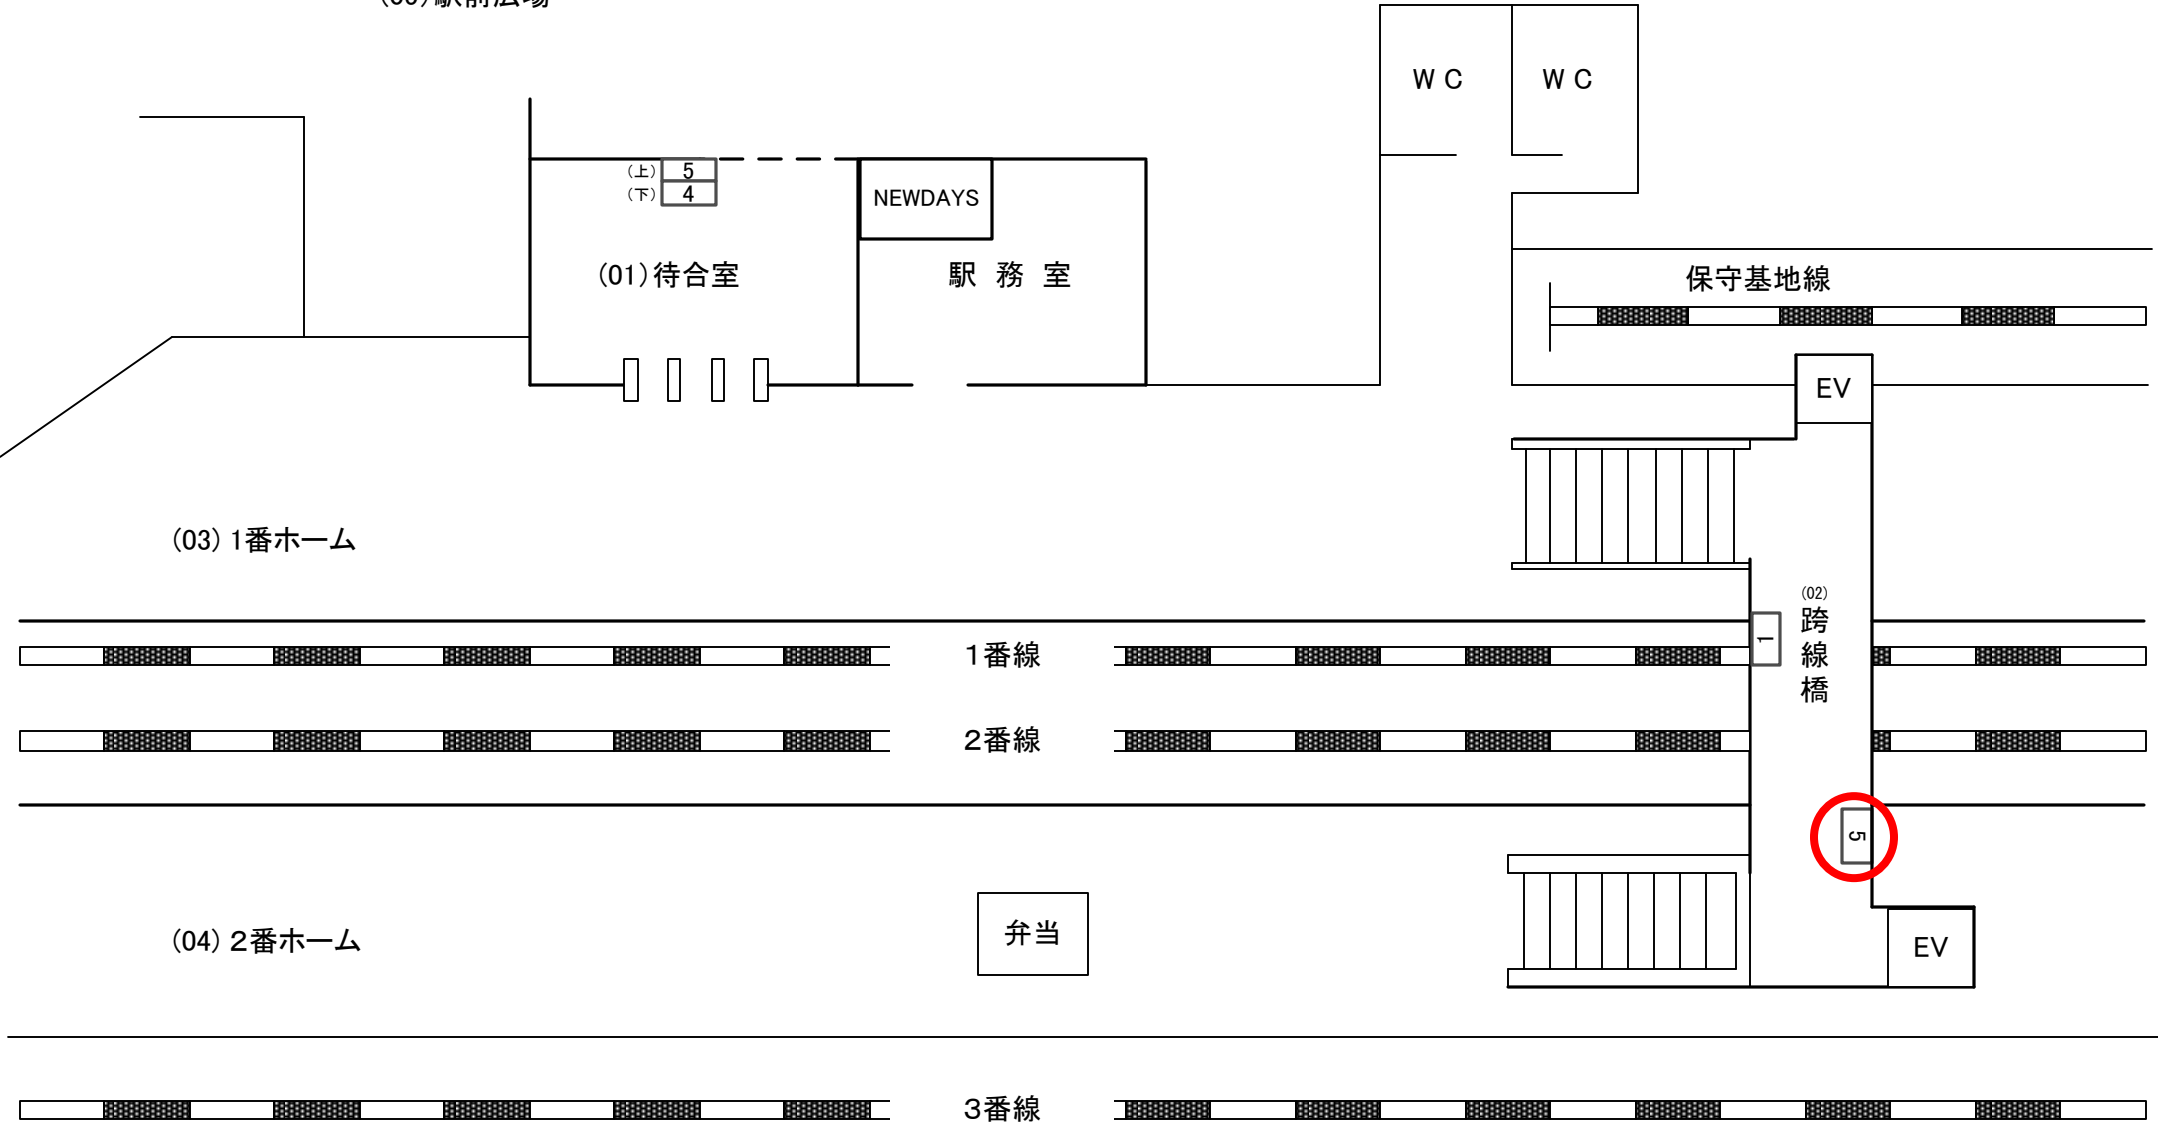 W C
W C
(上) 5
(下) 4
NEWDAYS
(01)待合室
駅 務 室
保守基地線
EV
(03) 1番ホーム
(02)
跨線橋
1
1番線
2番線
5
弁当
(04) 2番ホーム
EV
3番線